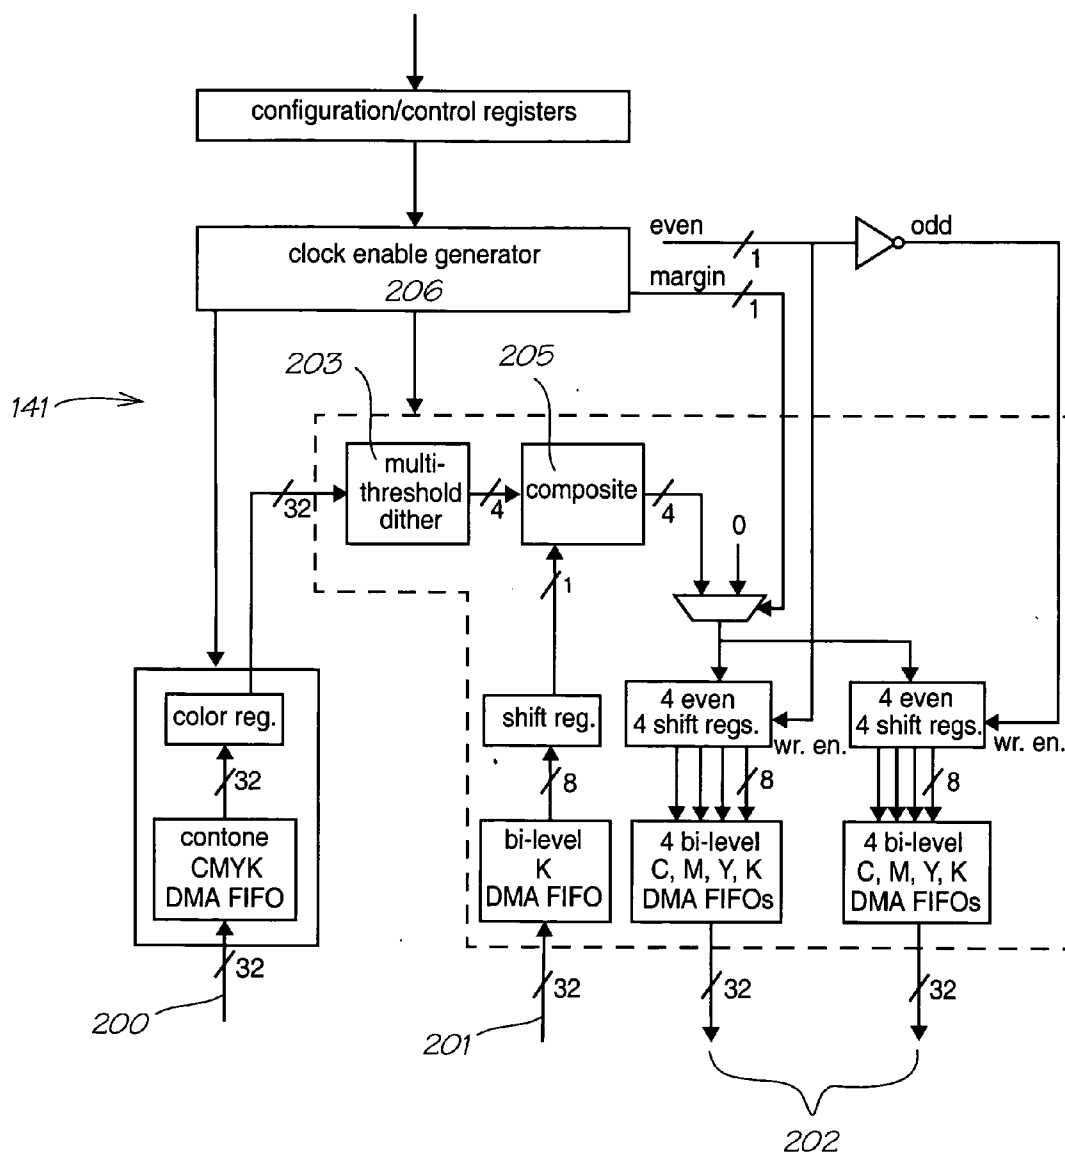 configuration/control registers
clock enable generator
206
even
1
odd
margin
1
141
203
205
multi-
threshold
dither
32
4
composite
4
0
1
color reg.
shift reg.
4 even
4 shift regs.
wr. en.
4 even
4 shift regs.
wr. en.
32
8
8
8
contone
CMYK
DMA FIFO
bi-level
K
DMA FIFO
4 bi-level
C, M, Y, K
DMA FIFOs
4 bi-level
C, M, Y, K
DMA FIFOs
32
32
32
32
200
201
202